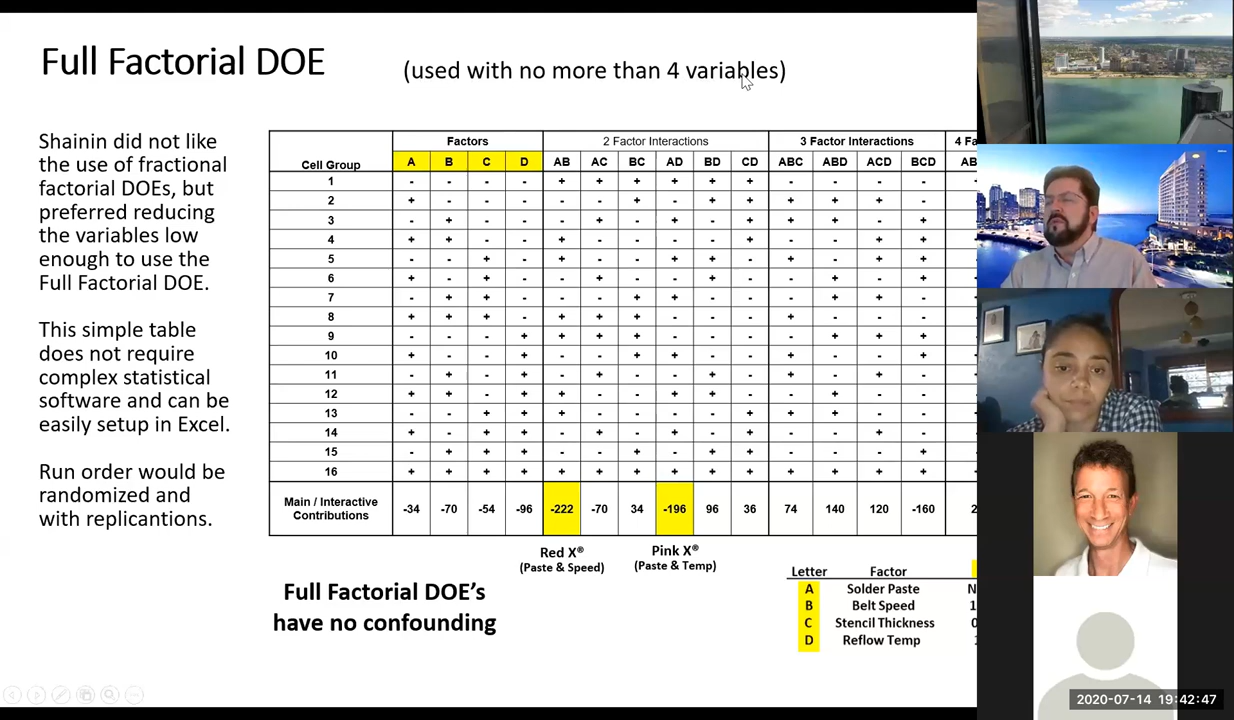 Full Factorial DOE
(used with no more than 4 variables)
Shainin did not like
the use of fractional
factorial DOEs, but
preferred reducing
the variables low
enough to use the
Full Factorial DOE.
This simple table
does not require
complex statistical
software and can be
easily setup in Excel.
Run order would be
randomized and
with replicantions.
Factors 2 Factor Interactions 3 Factor Interactions 4 Fa
Cell Group A B C D AB AC BC AD BD CD ABC ABD ACD BCD AB
1 - - - - + + + + + + - - - -
2 + - - - - - + - + + + + + -
3 - + - - - + - + - + + + - +
4 + + - - + - - - - + - - + +
5 - - + - + - - + + - + - + +
6 + - + - - + - - + - - + - +
7 - + + - - - + + - - - + + -
8 + + + - + + + - - - + - - -
9 - - - + + + + - - - - + + +
10 + - - + - - + + - - + - - +
11 - + - + - + - - + - + - + -
12 + + - + + - - + + - - + - -
13 - - + + + - - - - + + + - -
14 + - + + - + - + - + - - + -
15 - + + + - - + - + + - - - +
16 + + + + + + + + + + + + + +
Main / Interactive
Contributions -34 -70 -54 -96 -222 -70 34 -196 96 36 74 140 120 -160 2
Red X®
(Paste & Speed)
Pink X®
(Paste & Temp)
Full Factorial DOE's
have no confounding
Letter Factor
A Solder Paste N
B Belt Speed 1
C Stencil Thickness 0
D Reflow Temp
2020-07-14 19:42:47